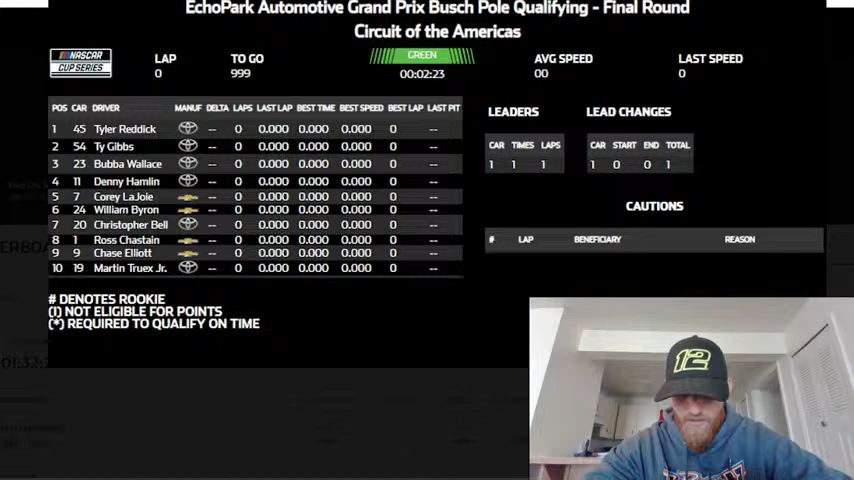 EchoPark Automotive Grand Prix Busch Pole Qualifying - Final Round
Circuit of the Americas
NASCAR
CUP SERIES
LAP TO GO GREEN AVG SPEED LAST SPEED
0 999 00:02:23 00 0
POS CAR DRIVER MANUF DELTA LAPS LAST LAP BEST TIME BEST SPEED BEST LAP LAST PIT
1 45 Tyler Reddick -- 0 0.000 0.000 0.000 0 --
2 54 Ty Gibbs -- 0 0.000 0.000 0.000 0 --
3 23 Bubba Wallace -- 0 0.000 0.000 0.000 0 --
4 11 Denny Hamlin -- 0 0.000 0.000 0.000 0 --
5 7 Corey LaJoie -- 0 0.000 0.000 0.000 0 --
6 24 William Byron -- 0 0.000 0.000 0.000 0 --
7 20 Christopher Bell -- 0 0.000 0.000 0.000 0 --
8 1 Ross Chastain -- 0 0.000 0.000 0.000 0 --
9 9 Chase Elliott -- 0 0.000 0.000 0.000 0 --
10 19 Martin Truex Jr. -- 0 0.000 0.000 0.000 0 --
# DENOTES ROOKIE
(I) NOT ELIGIBLE FOR POINTS
(*) REQUIRED TO QUALIFY ON TIME
LEADERS
CAR TIMES LAPS
1 1 1
LEAD CHANGES
CAR START END TOTAL
1 0 0 1
CAUTIONS
# LAP BENEFICIARY REASON
12